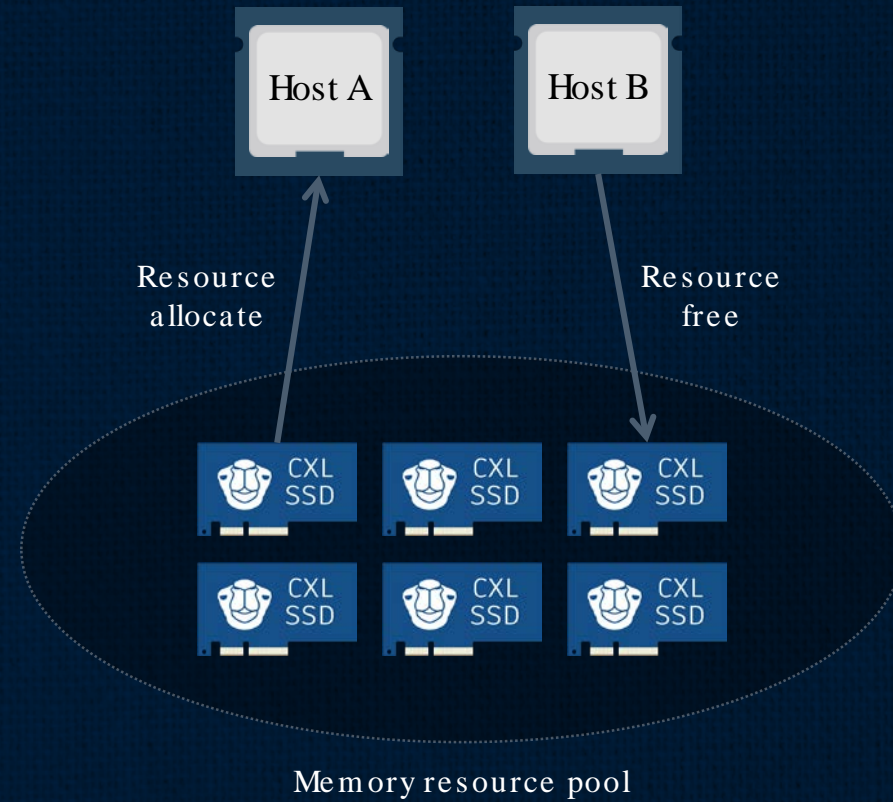 Host A
Host B
Resource
allocate
Resource
free
CXL
SSD
CXL
SSD
CXL
SSD
CXL
SSD
CXL
SSD
CXL
SSD
Memory resource pool